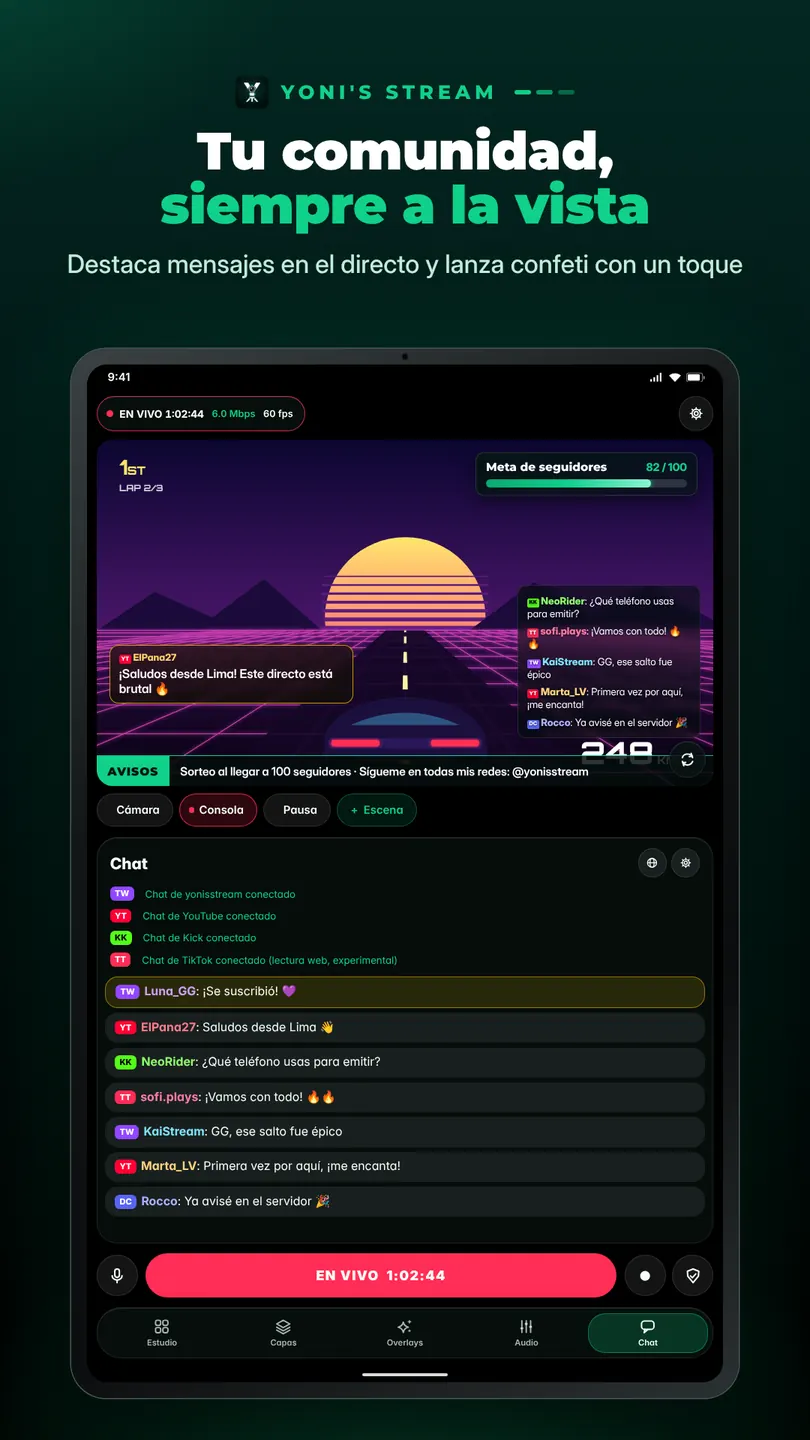 YONI'S STREAM
Tu comunidad,
siempre a la vista
Destaca mensajes en el directo y lanza confeti con un toque
9:41
EN VIVO 1:02:44 6.0 Mbps 60 fps
1ST
LAP 2/3
Meta de seguidores 82 / 100
KK NeoRider: ¿Qué teléfono usas
para emitir?
TT sofi.plays: ¡Vamos con todo! 🔥
🔥
TW KaiStream: GG, ese salto fue
épico
YT Marta_LV: Primera vez por aquí,
¡me encanta!
DC Rocco: Ya avisé en el servidor 🎉
YT ElPana27
¡Saludos desde Lima! Este directo está
brutal 🔥
248
AVISOS Sorteo al llegar a 100 seguidores · Sígueme en todas mis redes: @yonisstream
Cámara Consola Pausa + Escena
Chat
TW Chat de yonisstream conectado
YT Chat de YouTube conectado
KK Chat de Kick conectado
TT Chat de TikTok conectado (lectura web, experimental)
TW Luna_GG: ¡Se suscribió! 💜
YT ElPana27: Saludos desde Lima 👋
KK NeoRider: ¿Qué teléfono usas para emitir?
TT sofi.plays: ¡Vamos con todo! 🔥🔥
TW KaiStream: GG, ese salto fue épico
YT Marta_LV: Primera vez por aquí, ¡me encanta!
DC Rocco: Ya avisé en el servidor 🎉
EN VIVO 1:02:44
Estudio Capas Overlays Audio Chat